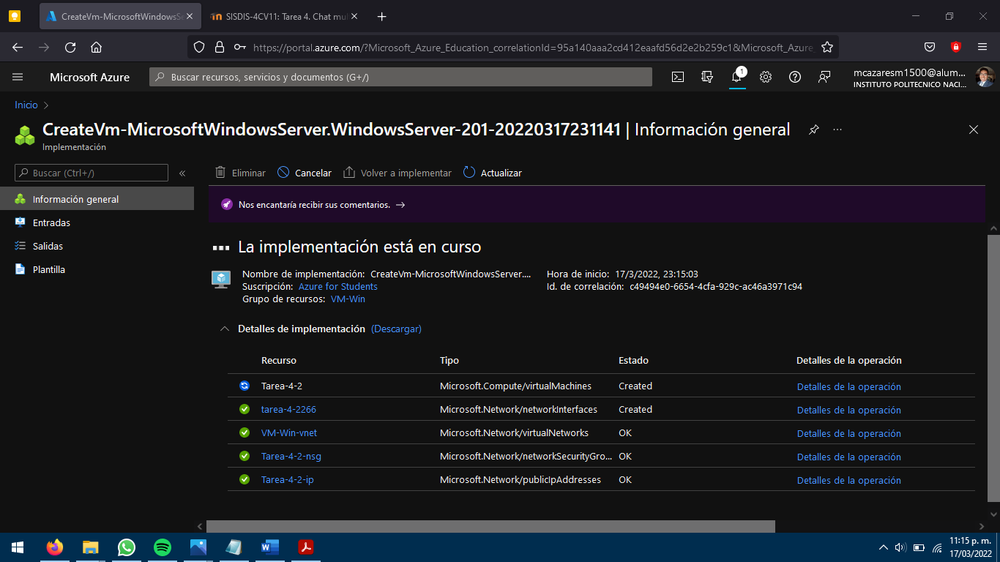 CreateVm-MicrosoftWindowsSe
SISDIS-4CV11: Tarea 4. Chat mul
https://portal.azure.com/?Microsoft_Azure_Education_correlationId=95a140aaa2cd412eaafd56d2e2b259c1&Microsoft_Azure_
Microsoft Azure
Buscar recursos, servicios y documentos (G+/)
1
mcazaresm1500@alum...
INSTITUTO POLITECNICO NACI...
Inicio
CreateVm-MicrosoftWindowsServer.WindowsServer-201-20220317231141 | Información general
Implementación
Buscar (Ctrl+/)
Eliminar
Cancelar
Volver a implementar
Actualizar
Información general
Entradas
Salidas
Plantilla
Nos encantaría recibir sus comentarios. →
La implementación está en curso
Nombre de implementación: CreateVm-MicrosoftWindowsServer....
Suscripción: Azure for Students
Grupo de recursos: VM-Win
Hora de inicio: 17/3/2022, 23:15:03
Id. de correlación: c49494e0-6654-4cfa-929c-ac46a3971c94
Detalles de implementación (Descargar)
Recurso Tipo Estado Detalles de la operación
Tarea-4-2 Microsoft.Compute/virtualMachines Created Detalles de la operación
tarea-4-2266 Microsoft.Network/networkInterfaces Created Detalles de la operación
VM-Win-vnet Microsoft.Network/virtualNetworks OK Detalles de la operación
Tarea-4-2-nsg Microsoft.Network/networkSecurityGro... OK Detalles de la operación
Tarea-4-2-ip Microsoft.Network/publicIpAddresses OK Detalles de la operación
11:15 p. m.
17/03/2022